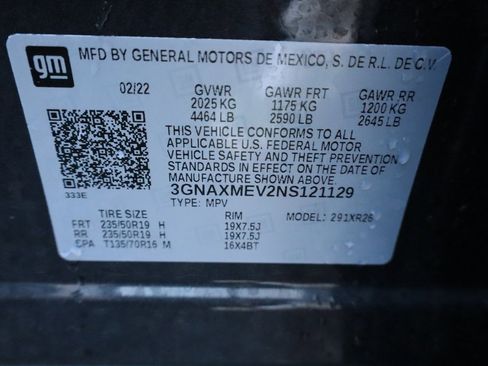 gm
MFD BY GENERAL MOTORS DE MEXICO, S. DE R.L. DE C.V.
02/22 GVWR GAWR FRT GAWR RR
2025 KG 1175 KG 1200 KG
4464 LB 2590 LB 2645 LB
THIS VEHICLE CONFORMS TO ALL
APPLICABLE U.S. FEDERAL MOTOR
VEHICLE SAFETY AND THEFT PREVENTION
STANDARDS IN EFFECT ON THE DATE OF
MANUFACTURE SHOWN ABOVE
333E 3GNAXMEV2NS121129
TYPE: MPV MODEL: 291XR26
TIRE SIZE RIM
FRT 235/50R19 H 19X7.5J
RR 235/50R19 H 19X7.5J
SPA T135/70R16 M 16X4BT